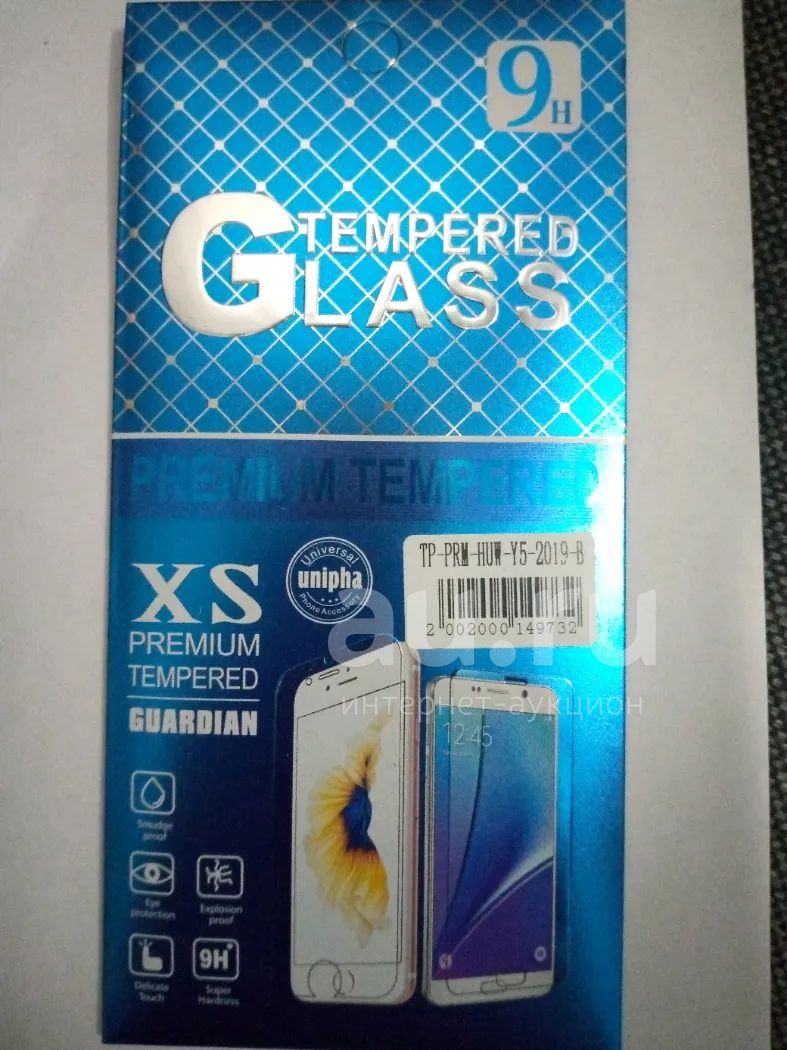 9H
TEMPERED
GLASS
PREMIUM TEMPERED
XS
PREMIUM
TEMPERED
GUARDIAN
Universal
unipha
Phone Accessory
TP-PRM-HUW-Y5-2019-B
2 002000 149732
au.ru
интернет-аукцион
12:45
Smudge
proof
Eye
protection
Explosion
proof
Delicate
Touch
9H
Super
Hardness